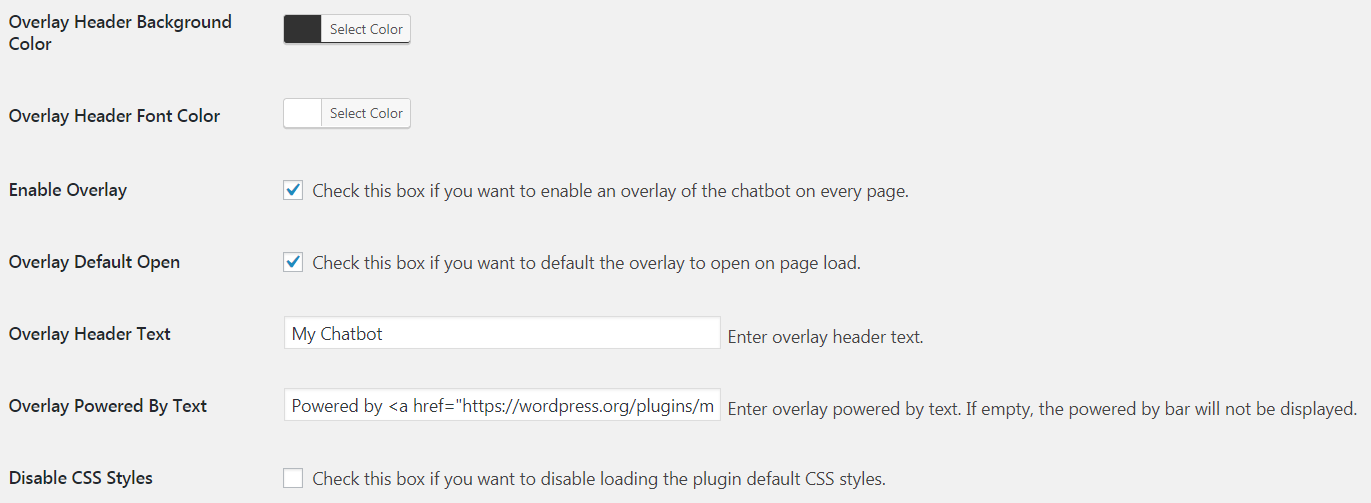 Overlay Header Background
Color
Select Color
Overlay Header Font Color
Select Color
Enable Overlay
Check this box if you want to enable an overlay of the chatbot on every page.
Overlay Default Open
Check this box if you want to default the overlay to open on page load.
Overlay Header Text
My Chatbot
Enter overlay header text.
Overlay Powered By Text
Powered by <a href="https://wordpress.org/plugins/m
Enter overlay powered by text. If empty, the powered by bar will not be displayed.
Disable CSS Styles
Check this box if you want to disable loading the plugin default CSS styles.